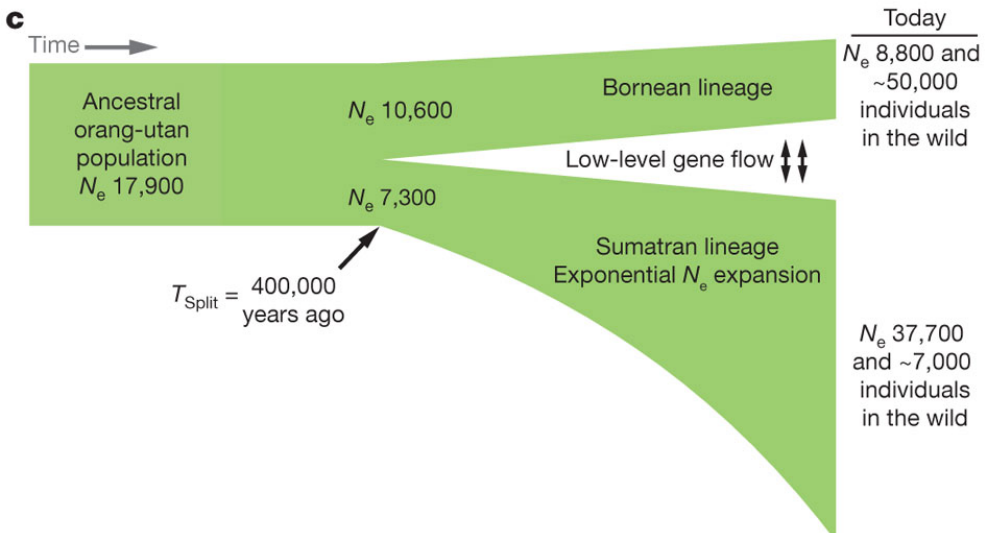 c
Time
Today
Ancestral
orang-utan
population
Ne 17,900
Ne 10,600
Ne 7,300
Bornean lineage
Ne 8,800 and
~50,000
individuals
in the wild
Low-level gene flow
Sumatran lineage
Exponential Ne expansion
TSplit = 400,000
years ago
Ne 37,700
and ~7,000
individuals
in the wild